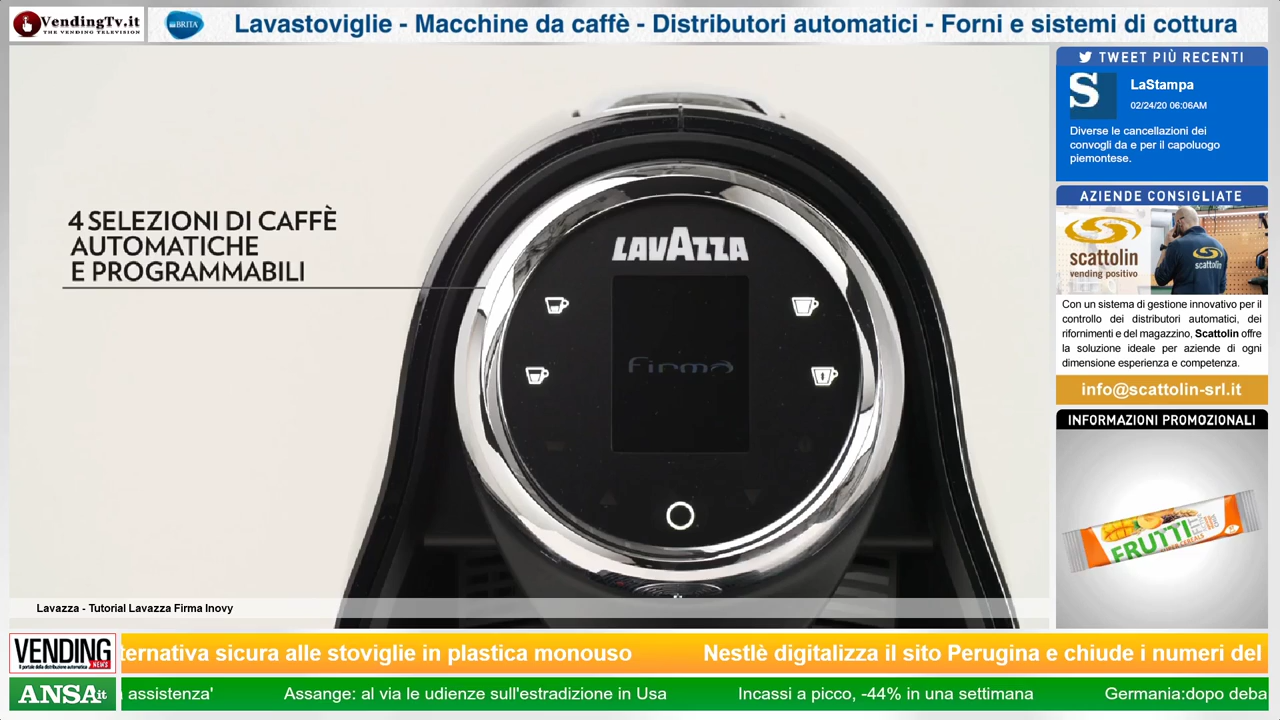 VendingTv.it
THE VENDING TELEVISION
BRITA
Lavastoviglie - Macchine da caffè - Distributori automatici - Forni e sistemi di cottura
4 SELEZIONI DI CAFFÈ
AUTOMATICHE
E PROGRAMMABILI
LAVAZZA
Firma
Lavazza - Tutorial Lavazza Firma Inovy
TWEET PIÙ RECENTI
S
LaStampa
02/24/20 06:06AM
Diverse le cancellazioni dei
convogli da e per il capoluogo
piemontese.
AZIENDE CONSIGLIATE
scattolin
vending positivo
scattolin
Con un sistema di gestione innovativo per il
controllo dei distributori automatici, dei
rifornimenti e del magazzino, Scattolin offre
la soluzione ideale per aziende di ogni
dimensione esperienza e competenza.
info@scattolin-srl.it
INFORMAZIONI PROMOZIONALI
FRUTTI
VENDING
NEWS
Il portale della distribuzione automatica
ternativa sicura alle stoviglie in plastica monouso Nestlè digitalizza il sito Perugina e chiude i numeri del
ANSA.it
assistenza' Assange: al via le udienze sull'estradizione in Usa Incassi a picco, -44% in una settimana Germania:dopo deba